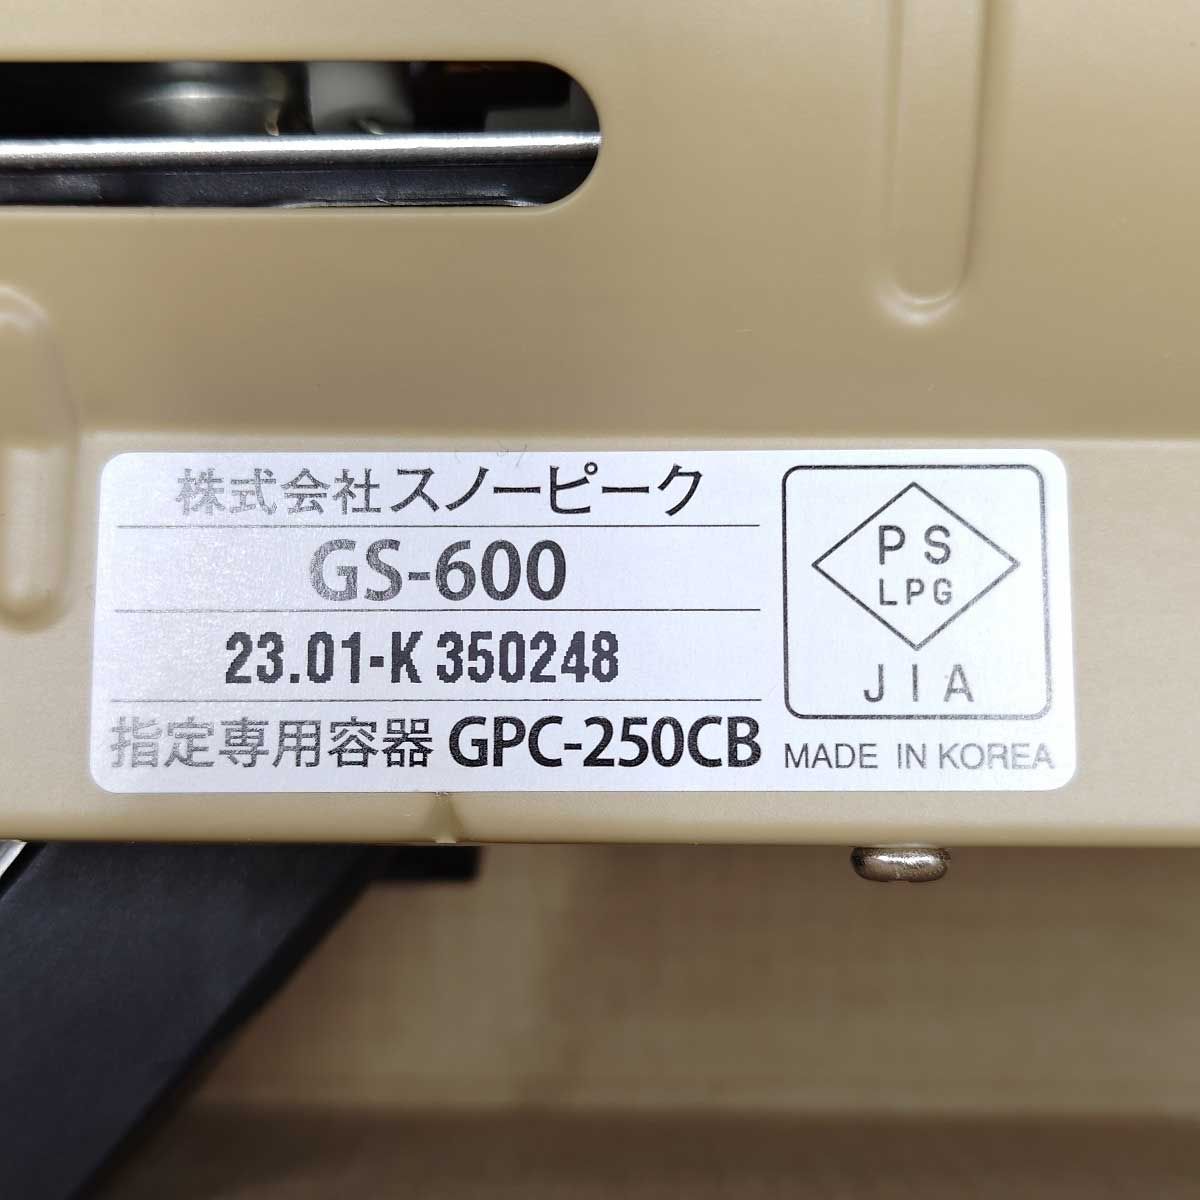 株式会社スノーピーク
GS-600
23.01-K 350248
指定専用容器 GPC-250CB
PS
LPG
JIA
MADE IN KOREA